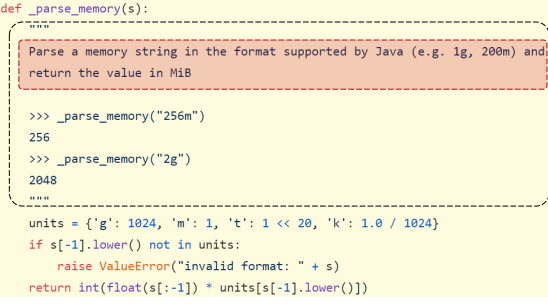 def _parse_memory(s):
    """
    Parse a memory string in the format supported by Java (e.g. 1g, 200m) and
    return the value in MiB
    >>> _parse_memory("256m")
    256
    >>> _parse_memory("2g")
    2048
    """
    units = {'g': 1024, 'm': 1, 't': 1 << 20, 'k': 1.0 / 1024}
    if s[-1].lower() not in units:
        raise ValueError("invalid format: " + s)
    return int(float(s[:-1]) * units[s[-1].lower()])